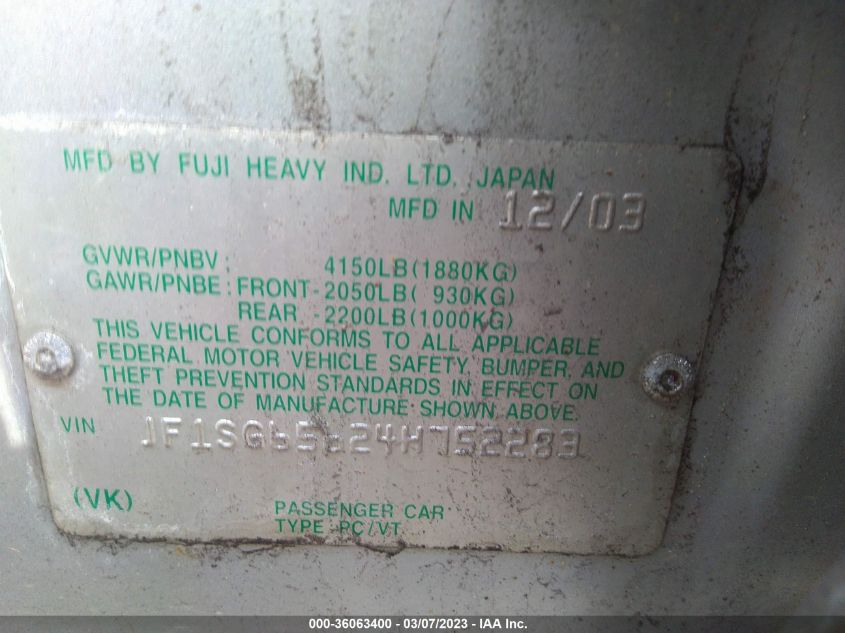 MFD BY FUJI HEAVY IND. LTD. JAPAN
MFD IN 12/03
GVWR/PNBV: 4150LB(1880KG)
GAWR/PNBE: FRONT-2050LB( 930KG)
REAR -2200LB(1000KG)
THIS VEHICLE CONFORMS TO ALL APPLICABLE
FEDERAL MOTOR VEHICLE SAFETY, BUMPER, AND
THEFT PREVENTION STANDARDS IN EFFECT ON
THE DATE OF MANUFACTURE SHOWN ABOVE.
VIN JF1SG65624H752283
(VK) PASSENGER CAR
TYPE :PC/VT
000-36063400 - 03/07/2023 - IAA Inc.